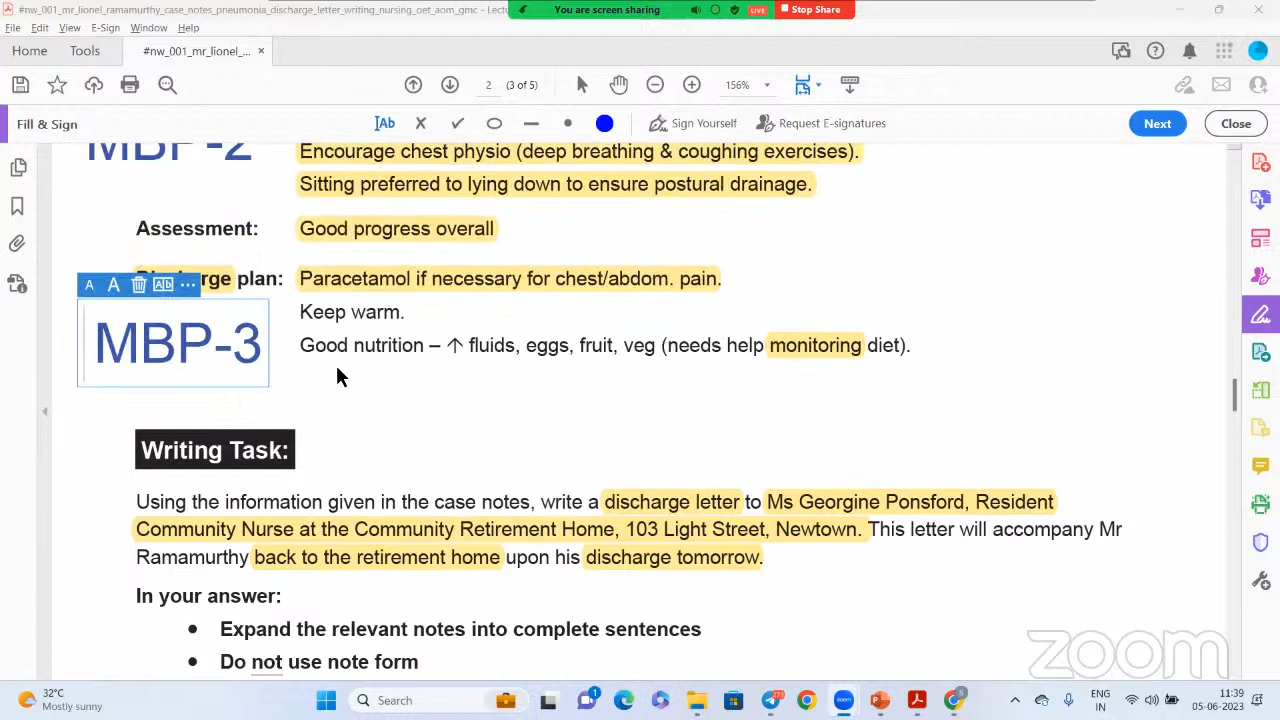 #nw_001_mr_lionel_ramamurthy_case_notes_pneumonia_discharge_letter_writing_nursing_oet_aom_gmc - Lectu
You are screen sharing
LIVE
Stop Share
File Edit View E-Sign Window Help
Home Tools #nw_001_mr_lionel_... ×
2 (3 of 5) 156%
Fill & Sign
Ab Sign Yourself Request E-signatures Next Close
MBP-2 Encourage chest physio (deep breathing & coughing exercises).
Sitting preferred to lying down to ensure postural drainage.
Assessment: Good progress overall
Discharge plan: Paracetamol if necessary for chest/abdom. pain.
A A Ab
Keep warm.
MBP-3 Good nutrition – ↑ fluids, eggs, fruit, veg (needs help monitoring diet).
Writing Task:
Using the information given in the case notes, write a discharge letter to Ms Georgine Ponsford, Resident
Community Nurse at the Community Retirement Home, 103 Light Street, Newtown. This letter will accompany Mr
Ramamurthy back to the retirement home upon his discharge tomorrow.
In your answer:
• Expand the relevant notes into complete sentences
• Do not use note form
zoom
32°C
Mostly sunny
Search
1
273
ENG
IN
11:39
05-06-2023